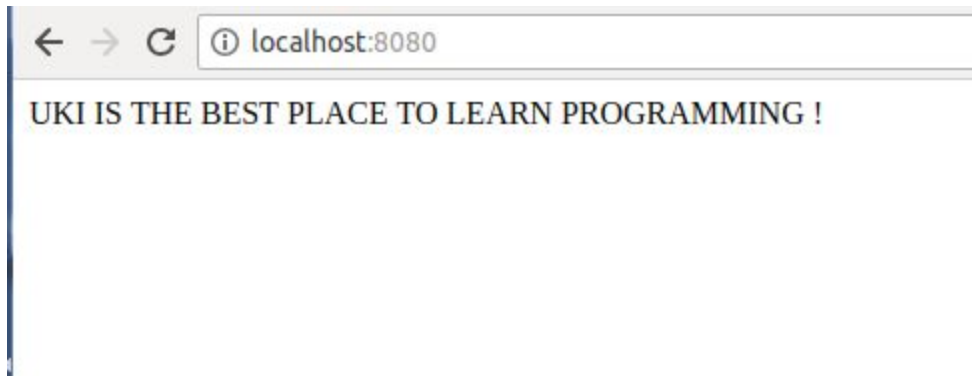 localhost:8080
UKI IS THE BEST PLACE TO LEARN PROGRAMMING !